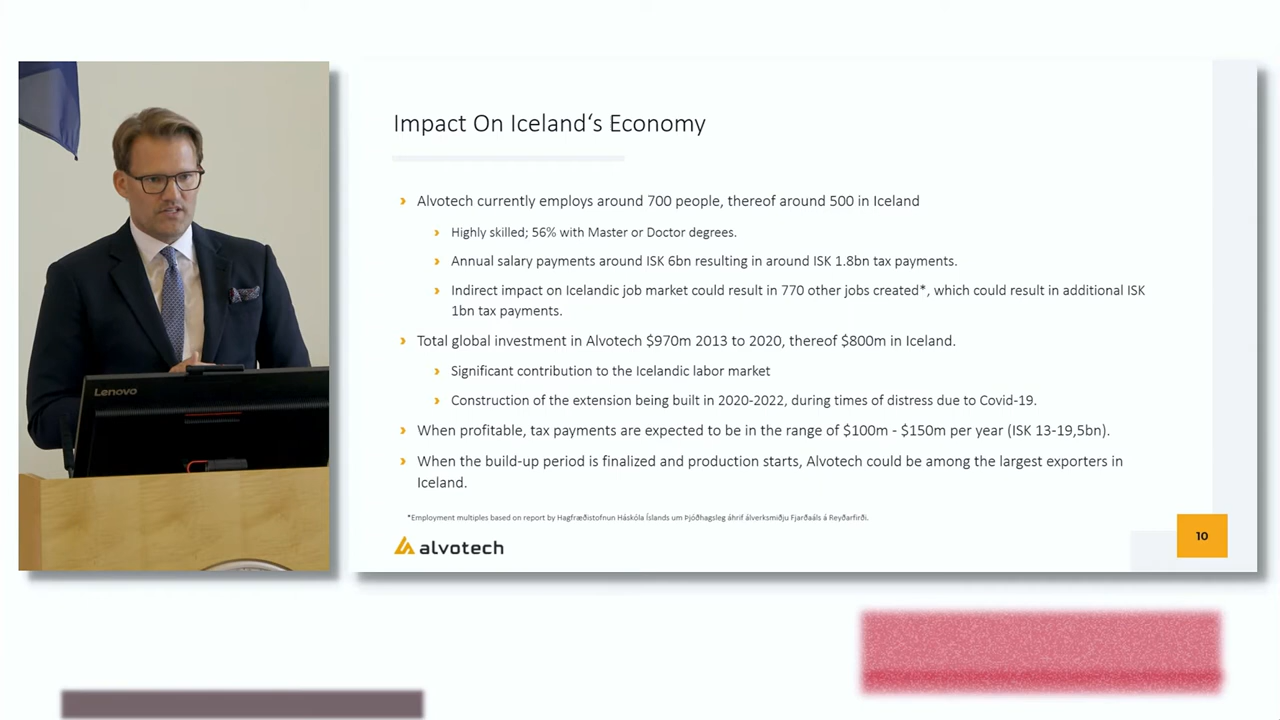 Lenovo
Impact On Iceland‘s Economy
› Alvotech currently employs around 700 people, thereof around 500 in Iceland
› Highly skilled; 56% with Master or Doctor degrees.
› Annual salary payments around ISK 6bn resulting in around ISK 1.8bn tax payments.
› Indirect impact on Icelandic job market could result in 770 other jobs created*, which could result in additional ISK
1bn tax payments.
› Total global investment in Alvotech $970m 2013 to 2020, thereof $800m in Iceland.
› Significant contribution to the Icelandic labor market
› Construction of the extension being built in 2020-2022, during times of distress due to Covid-19.
› When profitable, tax payments are expected to be in the range of $100m - $150m per year (ISK 13-19,5bn).
› When the build-up period is finalized and production starts, Alvotech could be among the largest exporters in
Iceland.
*Employment multiples based on report by Hagfræðistofnun Háskóla Íslands um Þjóðhagsleg áhrif álverksmiðju Fjarðaáls á Reyðarfirði.
alvotech
10